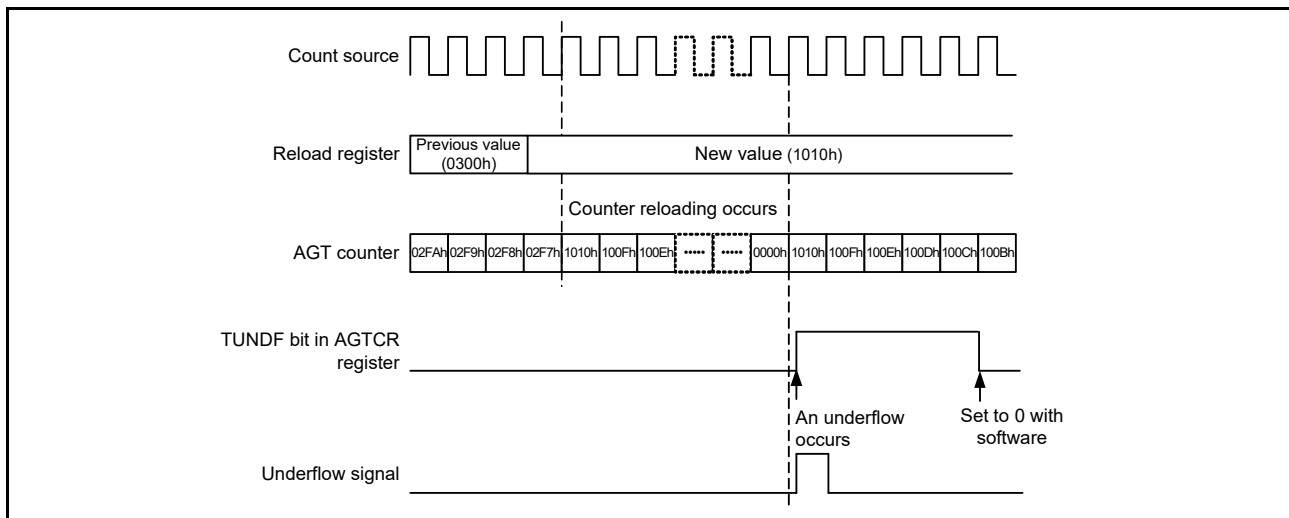 Count source
Reload register
Previous value
(0300h)
New value (1010h)
Counter reloading occurs
AGT counter
02FAh 02F9h 02F8h 02F7h 1010h 100Fh 100Eh ····· ····· 0000h 1010h 100Fh 100Eh 100Dh 100Ch 100Bh
TUNDF bit in AGTCR
register
An underflow
occurs
Set to 0 with
software
Underflow signal